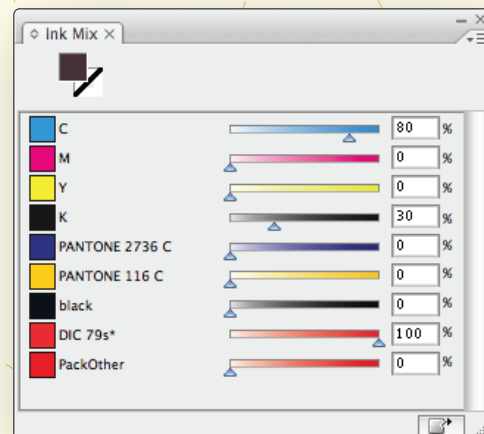 Ink Mix
C 80 %
M 0 %
Y 0 %
K 30 %
PANTONE 2736 C 0 %
PANTONE 116 C 0 %
black 0 %
DIC 79s* 100 %
PackOther 0 %